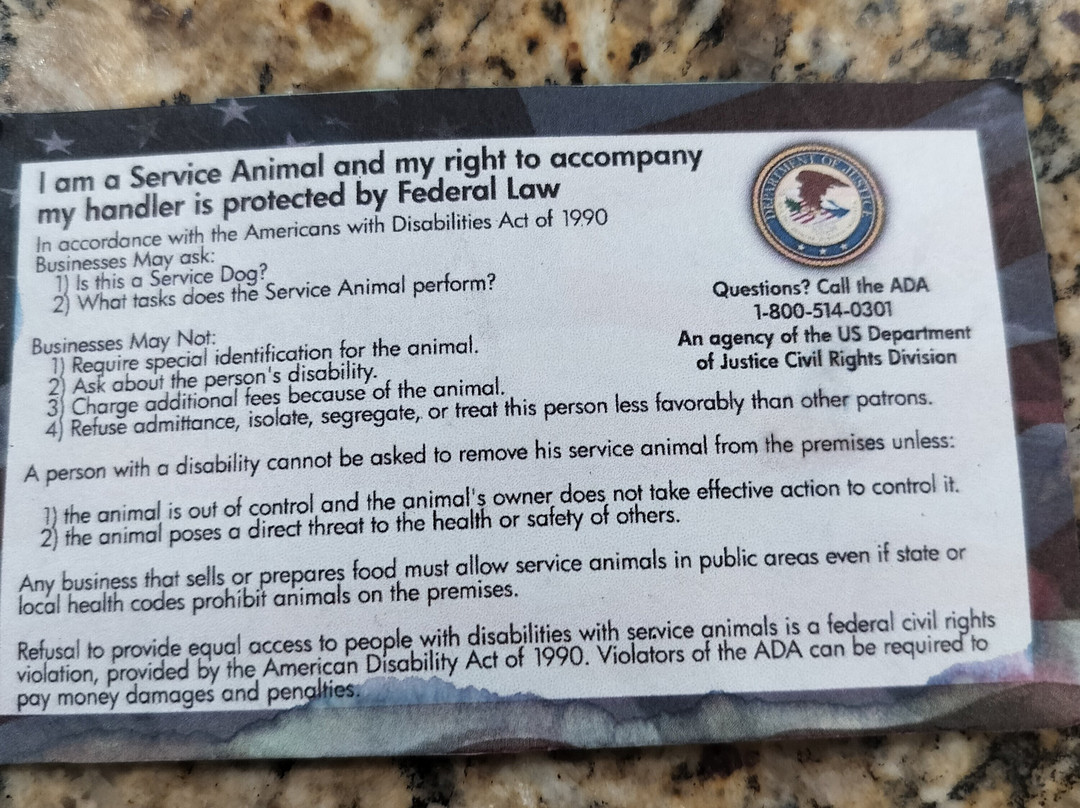 I am a Service Animal and my right to accompany
my handler is protected by Federal Law
In accordance with the Americans with Disabilities Act of 1990
Businesses May ask:
1) Is this a Service Dog?
2) What tasks does the Service Animal perform?
DEPARTMENT OF JUSTICE
Questions? Call the ADA
1-800-514-0301
An agency of the US Department
of Justice Civil Rights Division
Businesses May Not:
1) Require special identification for the animal.
2) Ask about the person's disability.
3) Charge additional fees because of the animal.
4) Refuse admittance, isolate, segregate, or treat this person less favorably than other patrons.
A person with a disability cannot be asked to remove his service animal from the premises unless:
1) the animal is out of control and the animal's owner does not take effective action to control it.
2) the animal poses a direct threat to the health or safety of others.
Any business that sells or prepares food must allow service animals in public areas even if state or
local health codes prohibit animals on the premises.
Refusal to provide equal access to people with disabilities with service animals is a federal civil rights
violation, provided by the American Disability Act of 1990. Violators of the ADA can be required to
pay money damages and penalties.